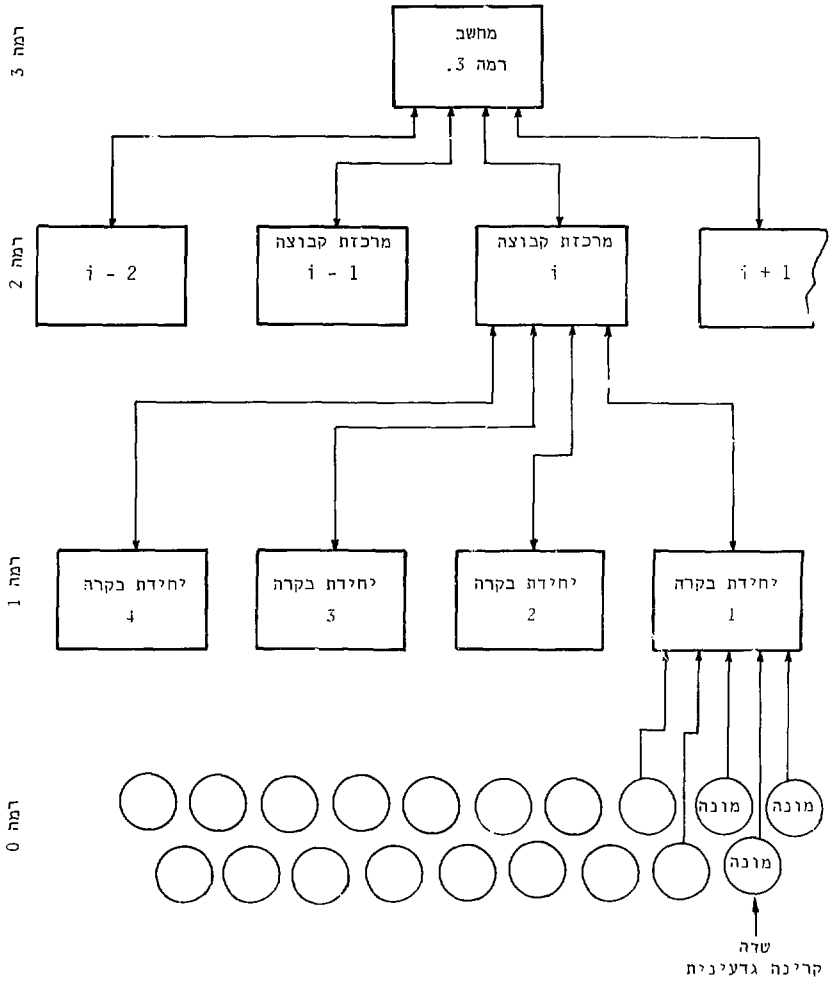 רמה 3
מחשב
רמה 3.
רמה 2
מרכזת קבוצה
i
מרכזת קבוצה
i - 1
i - 2
i + 1
רמה 1
יחידת בקרה
1
יחידת בקרה
2
יחידת בקרה
3
יחידת בקרה
4
רמה 0
מונה
מונה
מונה
שדה
קרינה גרעינית